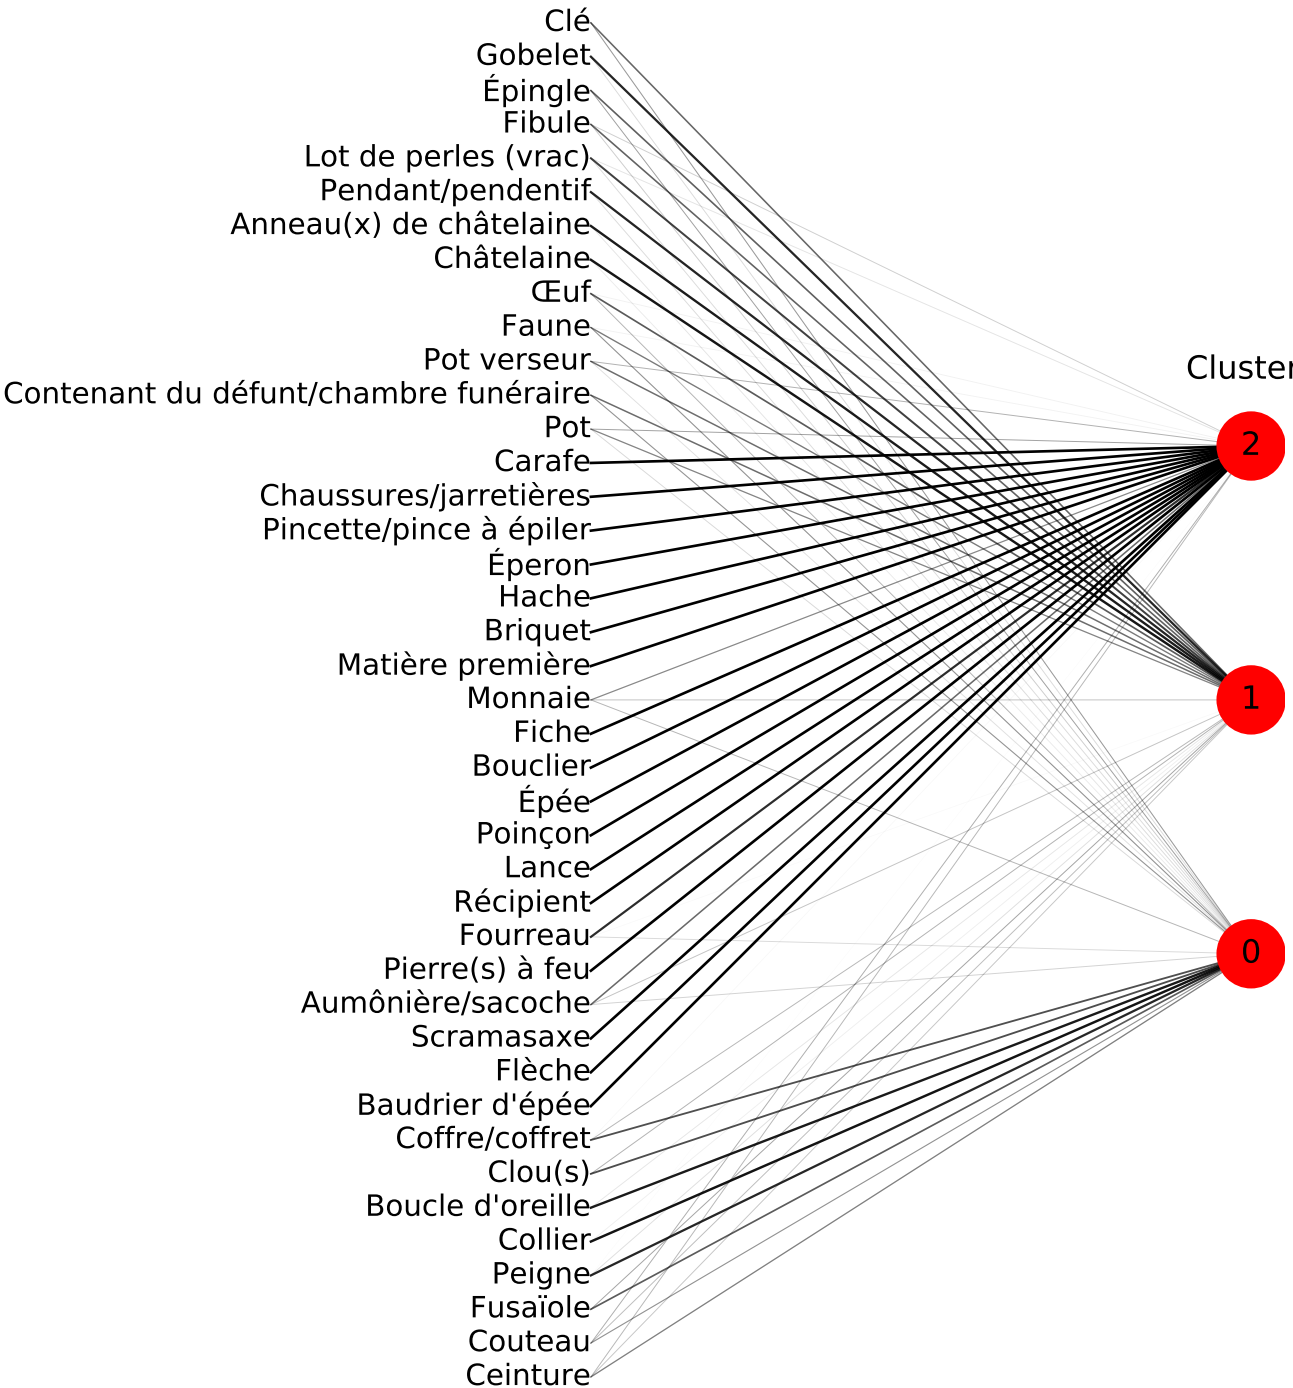 Clé
Gobelet
Épingle
Fibule
Lot de perles (vrac)
Pendant/pendentif
Anneau(x) de châtelaine
Châtelaine
Œuf
Faune
Pot verseur
Contenant du défunt/chambre funéraire
Pot
Carafe
Chaussures/jarretières
Pincette/pince à épiler
Éperon
Hache
Briquet
Matière première
Monnaie
Fiche
Bouclier
Épée
Poinçon
Lance
Récipient
Fourreau
Pierre(s) à feu
Aumônière/sacoche
Scramasaxe
Flèche
Baudrier d'épée
Coffre/coffret
Clou(s)
Boucle d'oreille
Collier
Peigne
Fusaïole
Couteau
Ceinture
Cluster
2
1
0